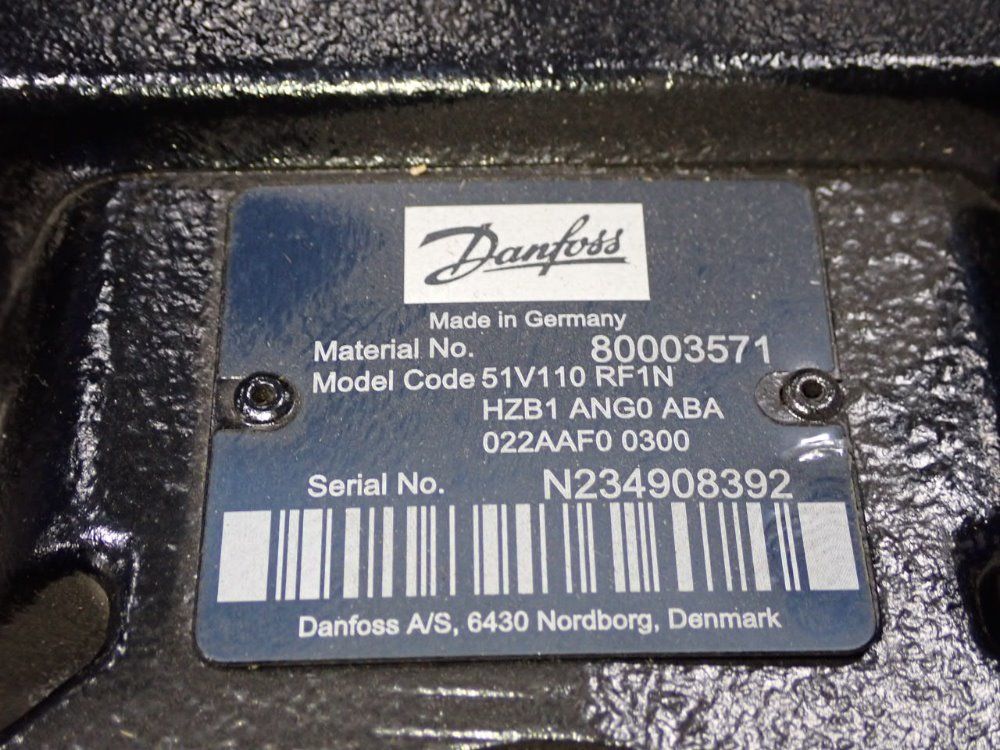 Danfoss
Made in Germany
Material No. 80003571
Model Code 51V110 RF1N
HZB1 ANG0 ABA
022AAF0 0300
Serial No. N234908392
Danfoss A/S, 6430 Nordborg, Denmark